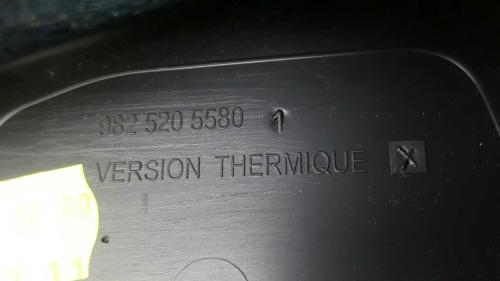 982 520 5580 1
VERSION THERMIQUE X